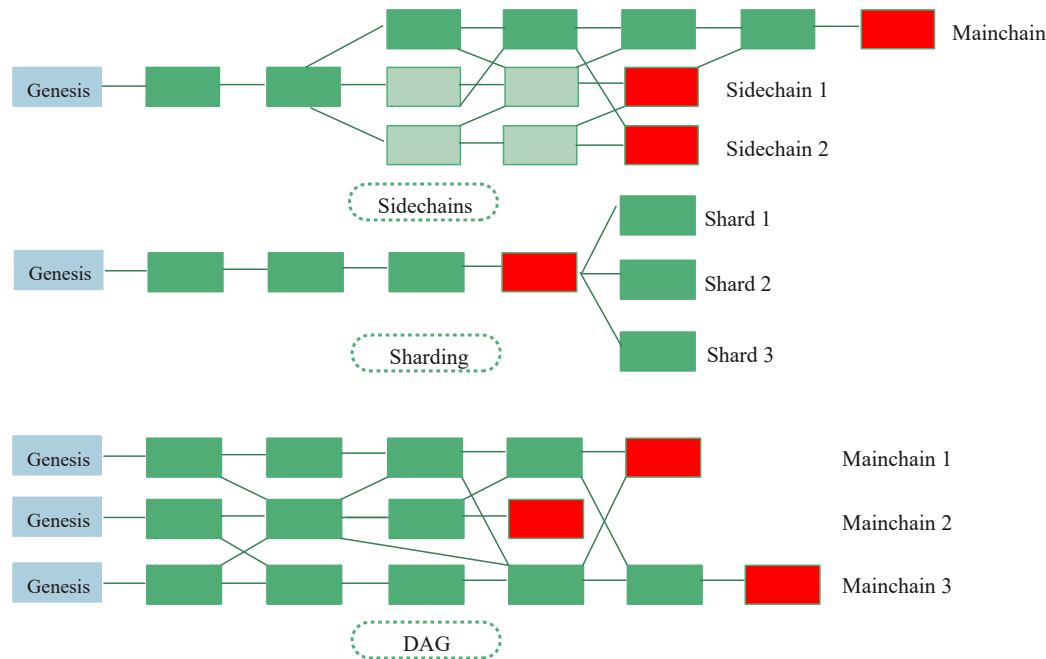 Mainchain
Genesis
Sidechain 1
Sidechain 2
Sidechains
Shard 1
Genesis
Shard 2
Sharding
Shard 3
Genesis
Mainchain 1
Genesis
Mainchain 2
Genesis
Mainchain 3
DAG